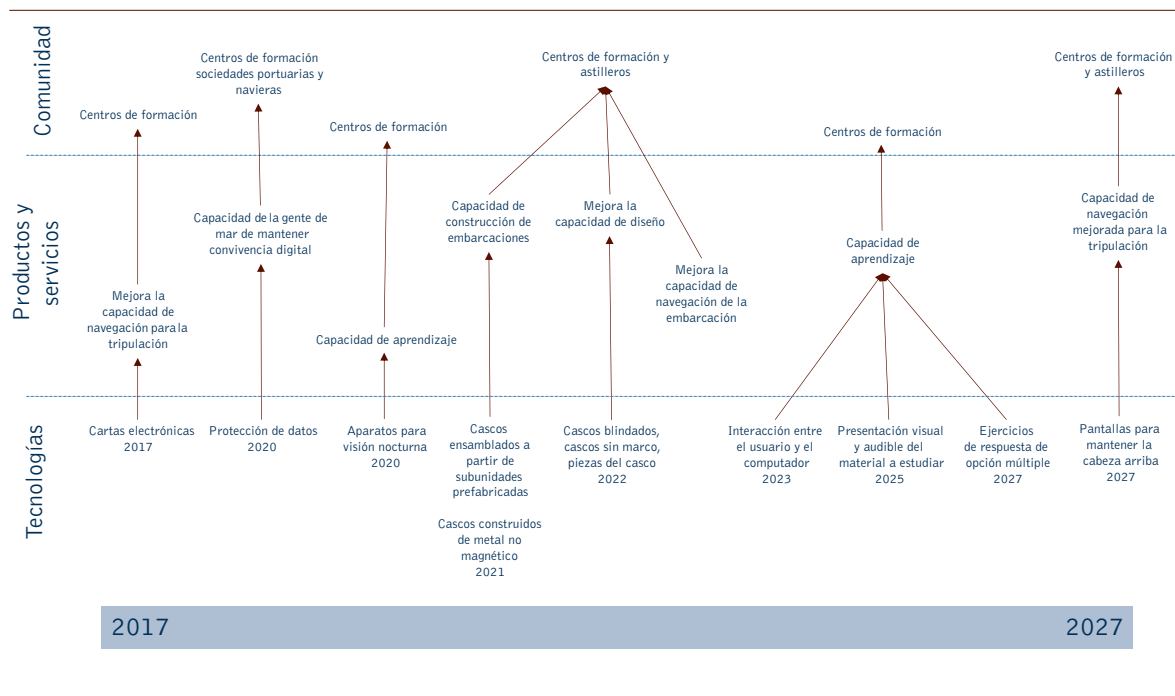 Comunidad
Centros de formación
Centros de formación
sociedades portuarias y
navieras
Centros de formación
Centros de formación y
astilleros
Centros de formación
Centros de formación
y astilleros
Productos y
servicios
Mejora la
capacidad de
navegación para la
tripulación
Capacidad de la gente de
mar de mantener
convivencia digital
Capacidad de aprendizaje
Capacidad de
construcción de
embarcaciones
Mejora la
capacidad de diseño
Mejora la
capacidad de
navegación de la
embarcación
Capacidad de
aprendizaje
Capacidad de
navegación
mejorada para la
tripulación
Tecnologías
Cartas electrónicas
2017
Protección de datos
2020
Aparatos para
visión nocturna
2020
Cascos
ensamblados a
partir de
subunidades
prefabricadas
Cascos construidos
de metal no
magnético
2021
Cascos blindados,
cascos sin marco,
piezas del casco
2022
Interacción entre
el usuario y el
computador
2023
Presentación visual
y audible del
material a estudiar
2025
Ejercicios
de respuesta de
opción múltiple
2027
Pantallas para
mantener la
cabeza arriba
2027
2017
2027